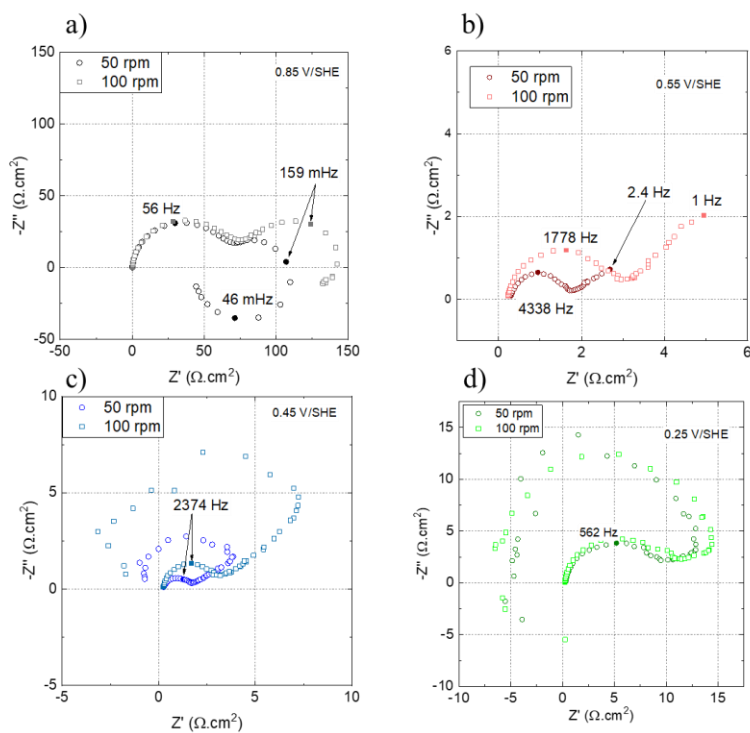 a)
50 rpm
100 rpm
0.85 V/SHE
159 mHz
56 Hz
46 mHz
-Z'' (Ω.cm²)
150
100
50
0
-50
-50
0
50
100
150
Z' (Ω.cm²)
b)
50 rpm
100 rpm
0.55 V/SHE
2.4 Hz
1 Hz
1778 Hz
4338 Hz
-Z'' (Ω.cm²)
6
4
2
0
0
2
4
6
Z' (Ω.cm²)
c)
50 rpm
100 rpm
0.45 V/SHE
2374 Hz
-Z'' (Ω.cm²)
10
5
0
-5
-5
0
5
10
Z' (Ω.cm²)
d)
50 rpm
100 rpm
0.25 V/SHE
562 Hz
-Z'' (Ω.cm²)
15
10
5
0
-5
-10
-10
-5
0
5
10
15
Z' (Ω.cm²)